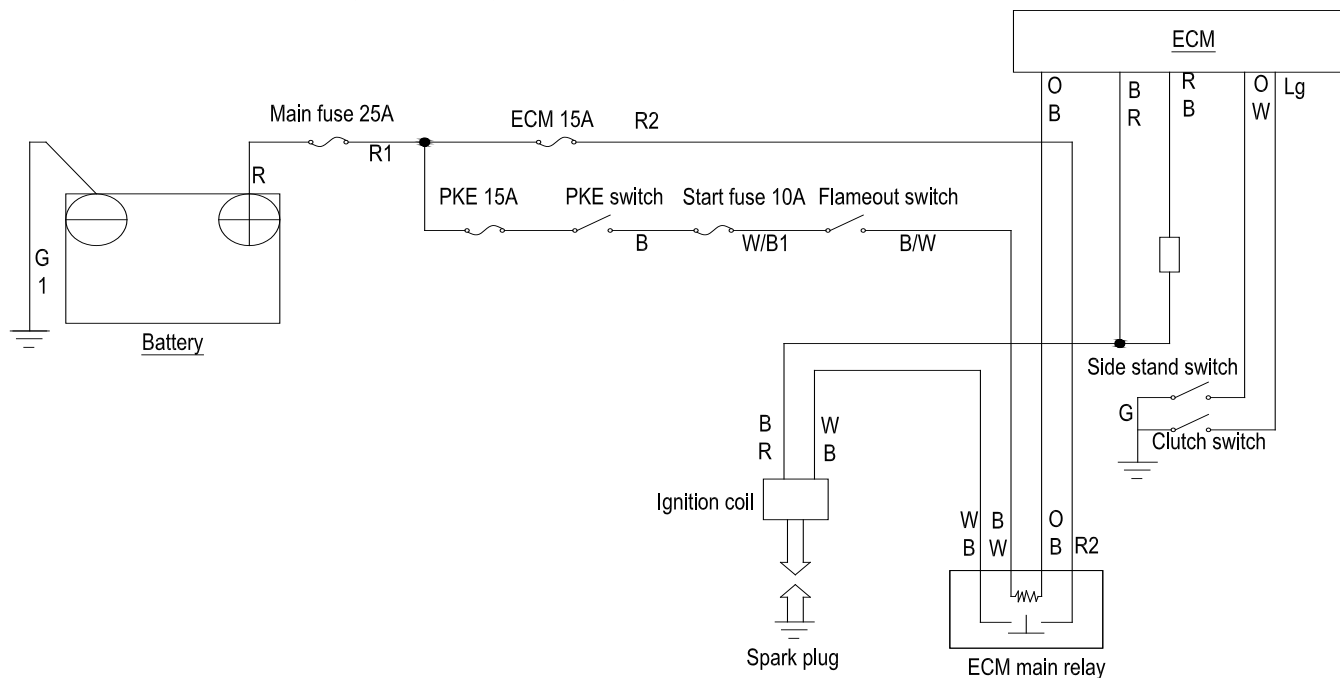 ECM
O
B
B
R
R
B
O
W
Lg
Main fuse 25A
ECM 15A
R2
R1
R
PKE 15A
PKE switch
Start fuse 10A
Flameout switch
B
W/B1
B/W
G
1
Battery
Side stand switch
G
Clutch switch
B
R
W
B
Ignition coil
W
B
B
W
O
B
R2
Spark plug
ECM main relay